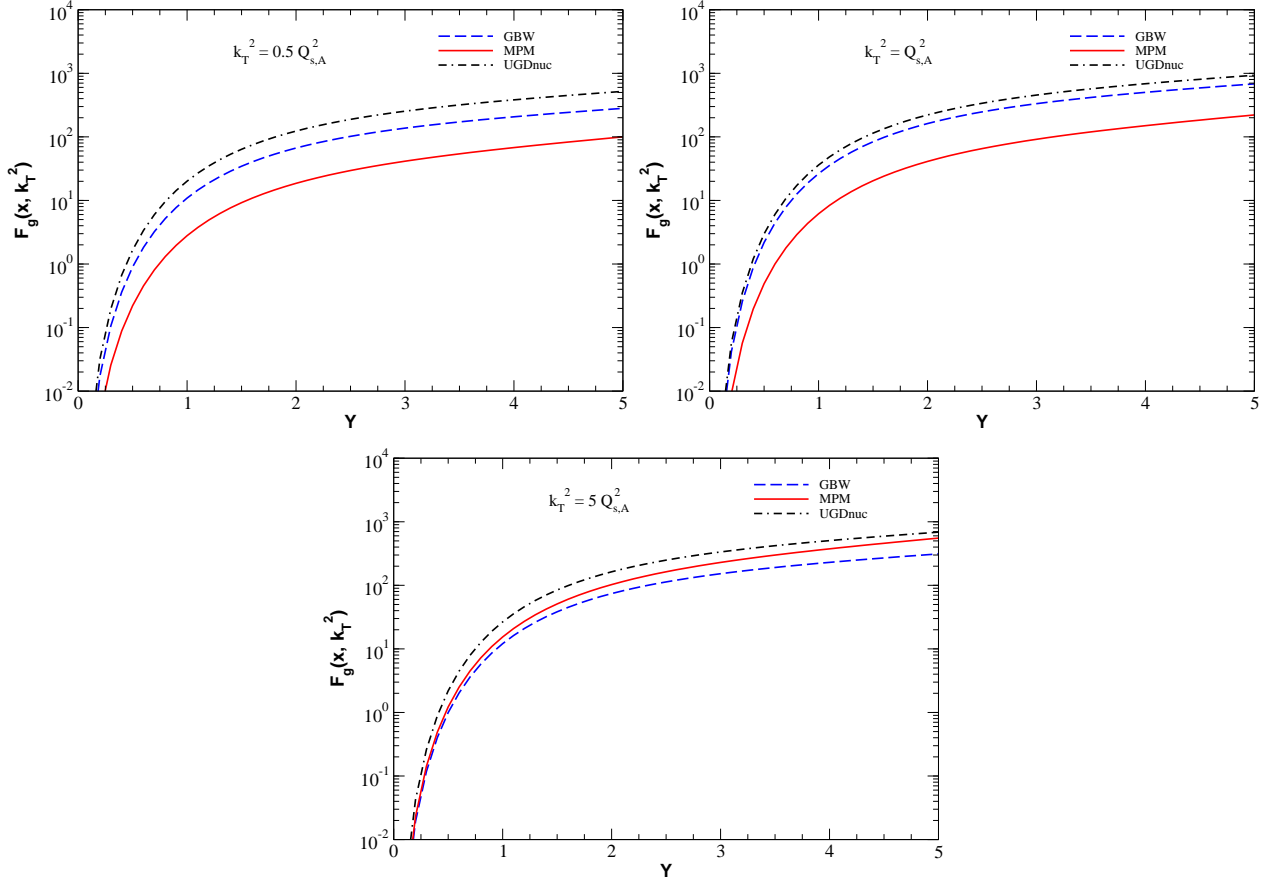 10^4
10^3
10^2
10^1
10^0
10^-1
10^-2
F_g(x, k_T^2)
k_T^2 = 0.5 Q_{s,A}^2
GBW
MPM
UGDnuc
0 1 2 3 4 5
Y
10^4
10^3
10^2
10^1
10^0
10^-1
10^-2
F_g(x, k_T^2)
k_T^2 = Q_{s,A}^2
GBW
MPM
UGDnuc
0 1 2 3 4 5
Y
10^4
10^3
10^2
10^1
10^0
10^-1
10^-2
F_g(x, k_T^2)
k_T^2 = 5 Q_{s,A}^2
GBW
MPM
UGDnuc
0 1 2 3 4 5
Y